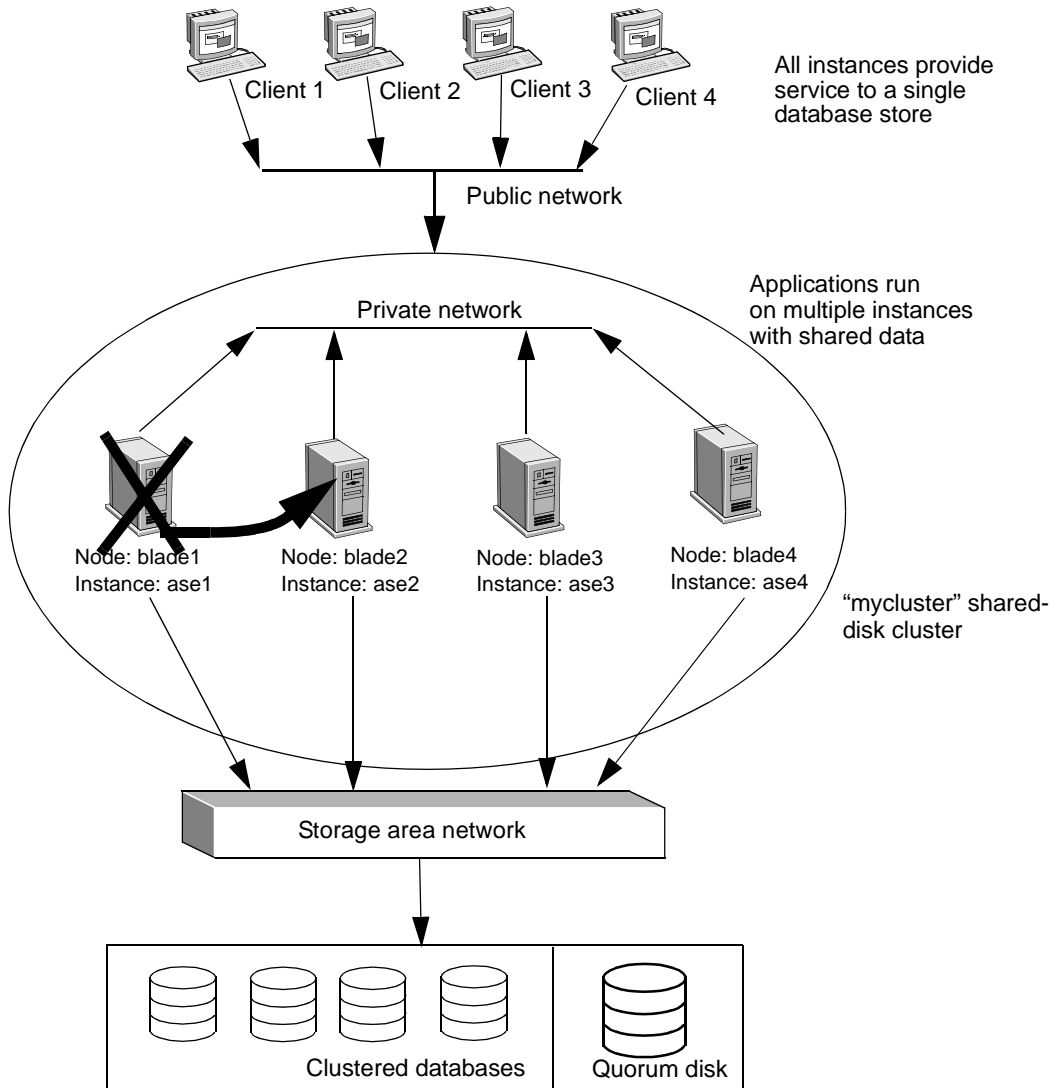 Client 1
Client 2
Client 3
Client 4
All instances provide
service to a single
database store
Public network
Applications run
on multiple instances
with shared data
Private network
Node: blade1
Instance: ase1
Node: blade2
Instance: ase2
Node: blade3
Instance: ase3
Node: blade4
Instance: ase4
“mycluster” shared-
disk cluster
Storage area network
Clustered databases
Quorum disk